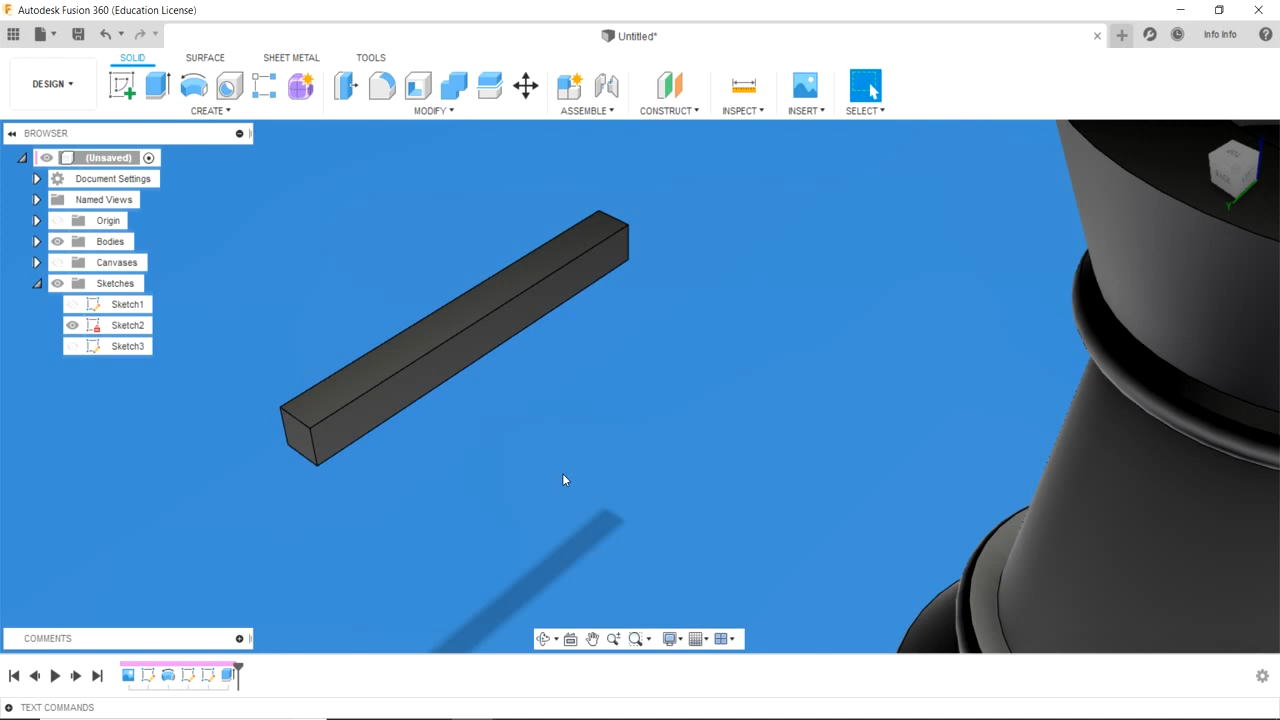 Autodesk Fusion 360 (Education License)
Untitled*
Info Info
SOLID SURFACE SHEET METAL TOOLS
DESIGN
CREATE MODIFY ASSEMBLE CONSTRUCT INSPECT INSERT SELECT
BROWSER
(Unsaved)
Document Settings
Named Views
Origin
Bodies
Canvases
Sketches
Sketch1
Sketch2
Sketch3
COMMENTS
TEXT COMMANDS